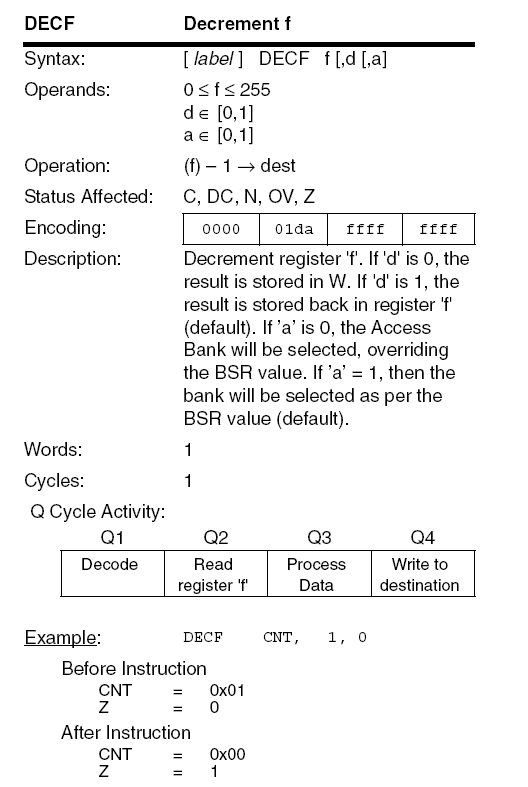 DECF Decrement f
Syntax: [ label ] DECF f [,d [,a]
Operands: 0 ≤ f ≤ 255
d ∈ [0,1]
a ∈ [0,1]
Operation: (f) – 1 → dest
Status Affected: C, DC, N, OV, Z
Encoding: 0000 01da ffff ffff
Description: Decrement register 'f'. If 'd' is 0, the
result is stored in W. If 'd' is 1, the
result is stored back in register 'f'
(default). If ’a’ is 0, the Access
Bank will be selected, overriding
the BSR value. If ’a’ = 1, then the
bank will be selected as per the
BSR value (default).
Words: 1
Cycles: 1
Q Cycle Activity:
Q1 Q2 Q3 Q4
Decode Read Process Write to
register 'f' Data destination
Example: DECF CNT, 1, 0
Before Instruction
CNT = 0x01
Z = 0
After Instruction
CNT = 0x00
Z = 1